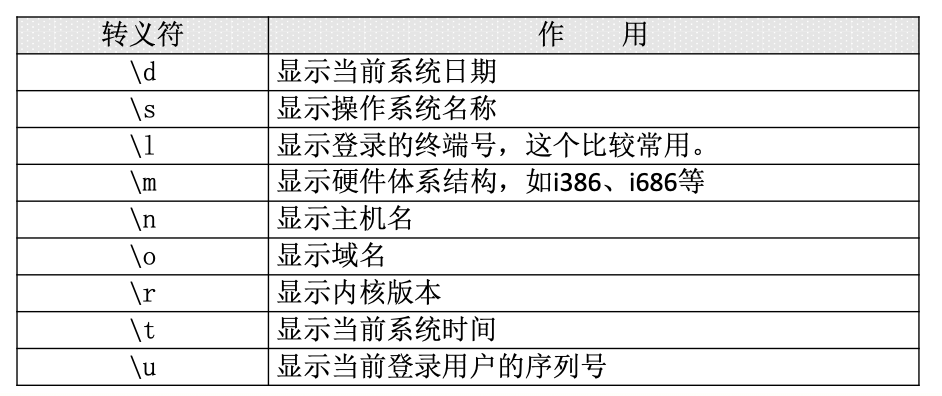 转义符 作 用
\d 显示当前系统日期
\s 显示操作系统名称
\l 显示登录的终端号，这个比较常用。
\m 显示硬件体系结构，如i386、i686等
\n 显示主机名
\o 显示域名
\r 显示内核版本
\t 显示当前系统时间
\u 显示当前登录用户的序列号